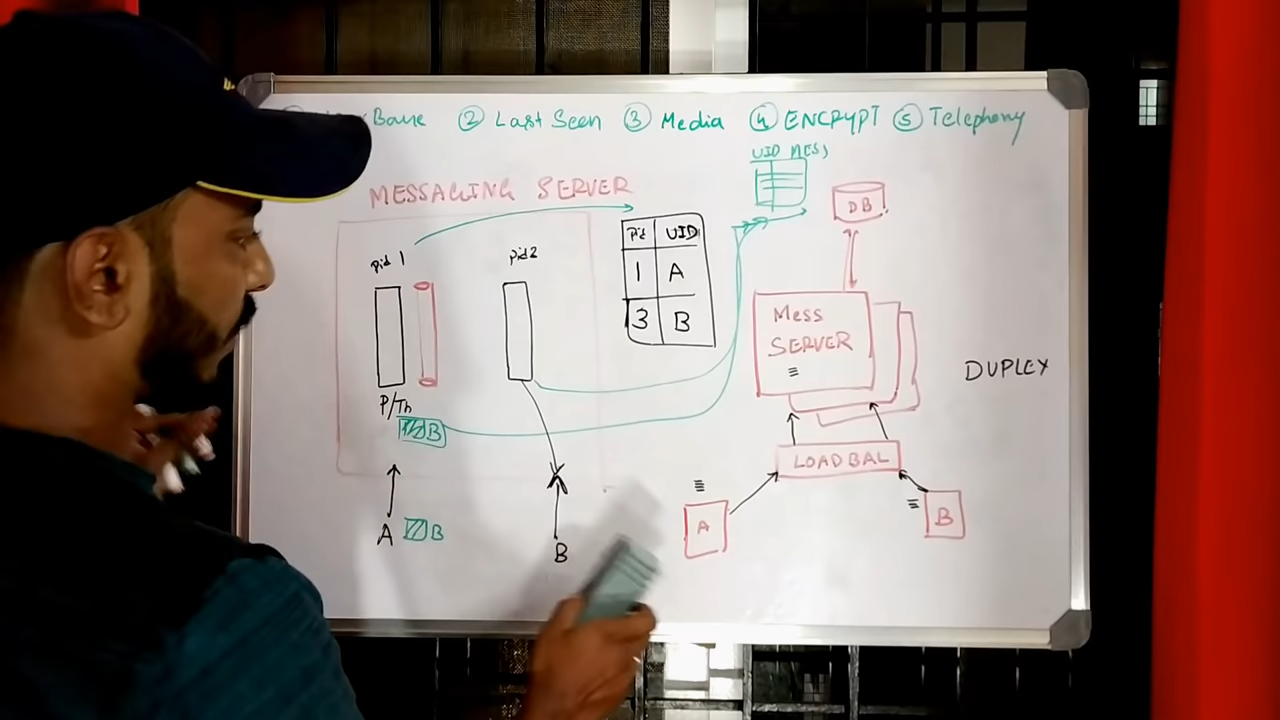 ② Last Seen ③ Media ④ ENCRYPT ⑤ Telephony
UID MESS
MESSAGING SERVER
DB
pid 1
pid 2
Pid UID
1 A
3 B
Mess
SERVER
DUPLEX
P/Th
B
LOAD BAL
A B
B
A
B